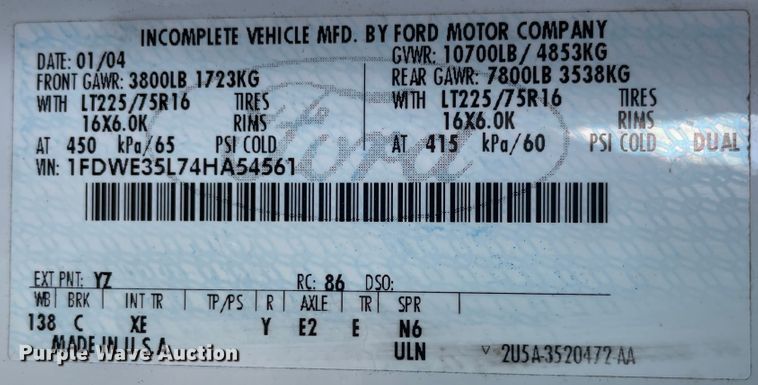 INCOMPLETE VEHICLE MFD. BY FORD MOTOR COMPANY
DATE: 01/04 GVWR: 10700LB/ 4853KG
FRONT GAWR: 3800LB 1723KG REAR GAWR: 7800LB 3538KG
WITH LT225/75R16 TIRES WITH LT225/75R16 TIRES
16X6.0K RIMS 16X6.0K RIMS
AT 450 kPa/65 PSI COLD AT 415 kPa/60 PSI COLD DUAL
VIN: 1FDWE35L74HA54561
Ford
EXT PNT: YZ RC: 86 DSO:
WB BRK INT TR TP/PS R AXLE TR SPR
138 C XE Y E2 E N6
MADE IN U.S.A. ULN 2U5A-3520472-AA
Purple Wave Auction
Purple Wave Auction